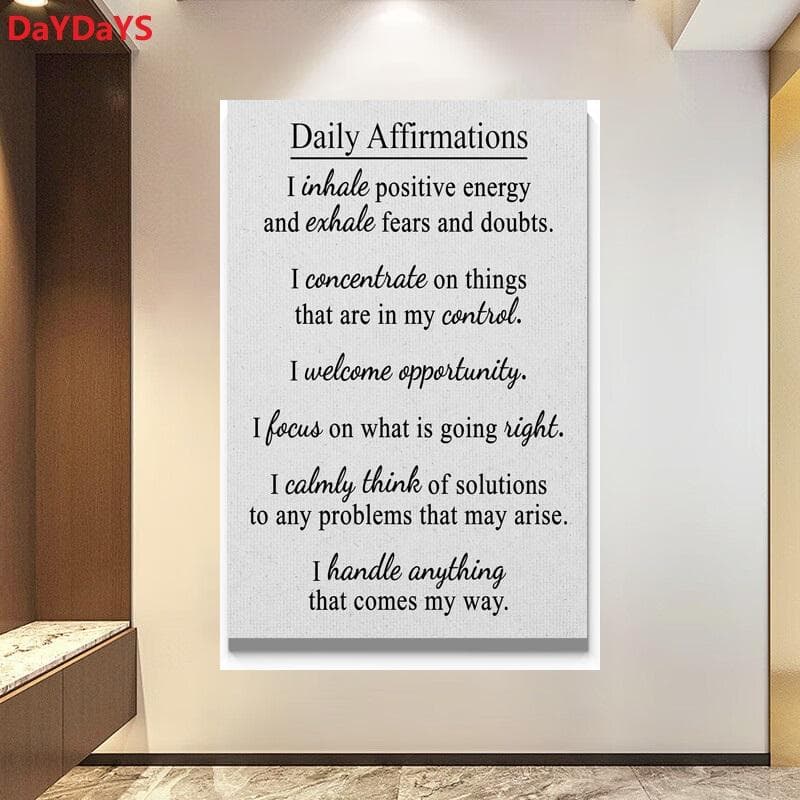 DaYDaYS
Daily Affirmations
I inhale positive energy
and exhale fears and doubts.
I concentrate on things
that are in my control.
I welcome opportunity.
I focus on what is going right.
I calmly think of solutions
to any problems that may arise.
I handle anything
that comes my way.